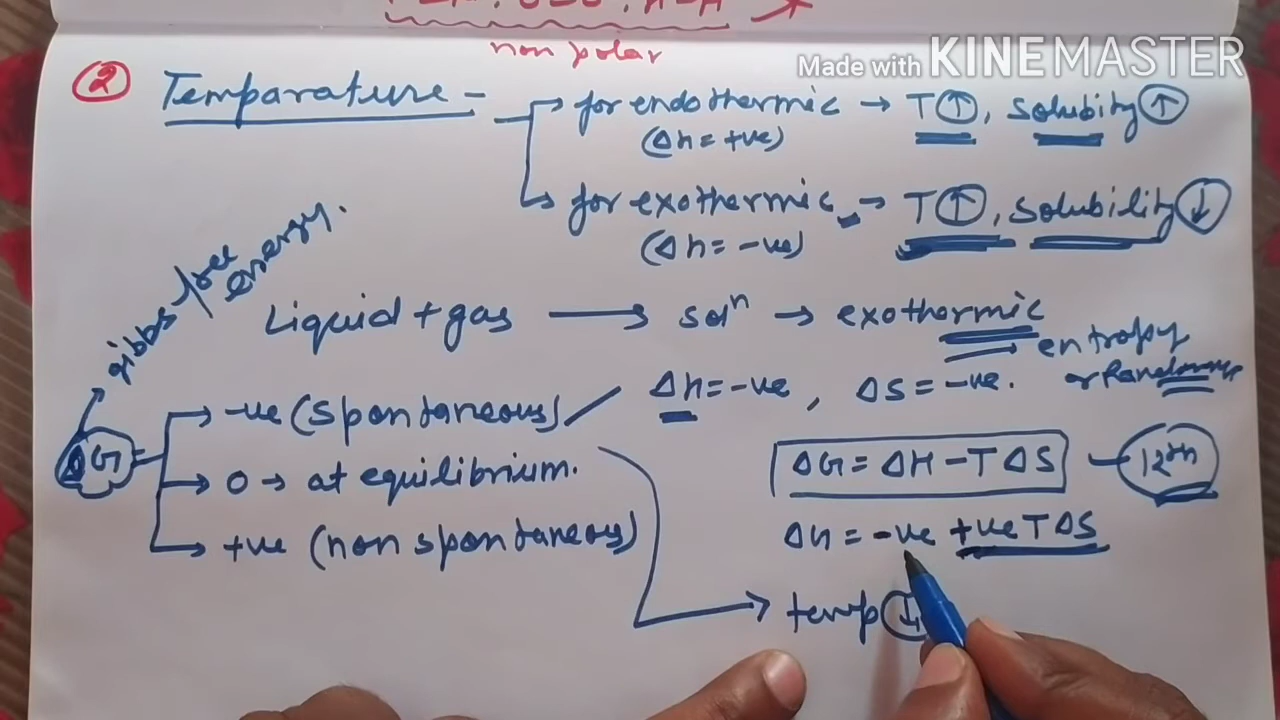 non polar
Made with KINEMASTER
② Temparature - for endothermic → T ↑, Solubity ↑
(ΔH = +ve)
for exothermic → T ↑, Solubility ↓
(ΔH = -ve)
gibbs free energy.
Liquid + gas → solⁿ → exothermic
entropy
or Randomness
-ve (spontaneous) ΔH = -ve, ΔS = -ve.
ΔG = 0 → at equilibrium.
ΔG = ΔH - TΔS - 12th
+ve (non spontaneous)
ΔH = -ve +ve TΔS
temp ↓